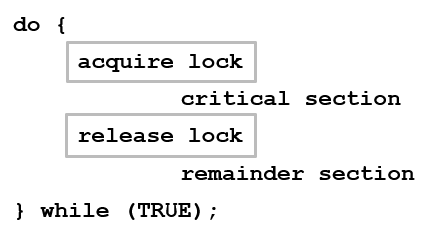 do {
acquire lock
critical section
release lock
remainder section
} while (TRUE);